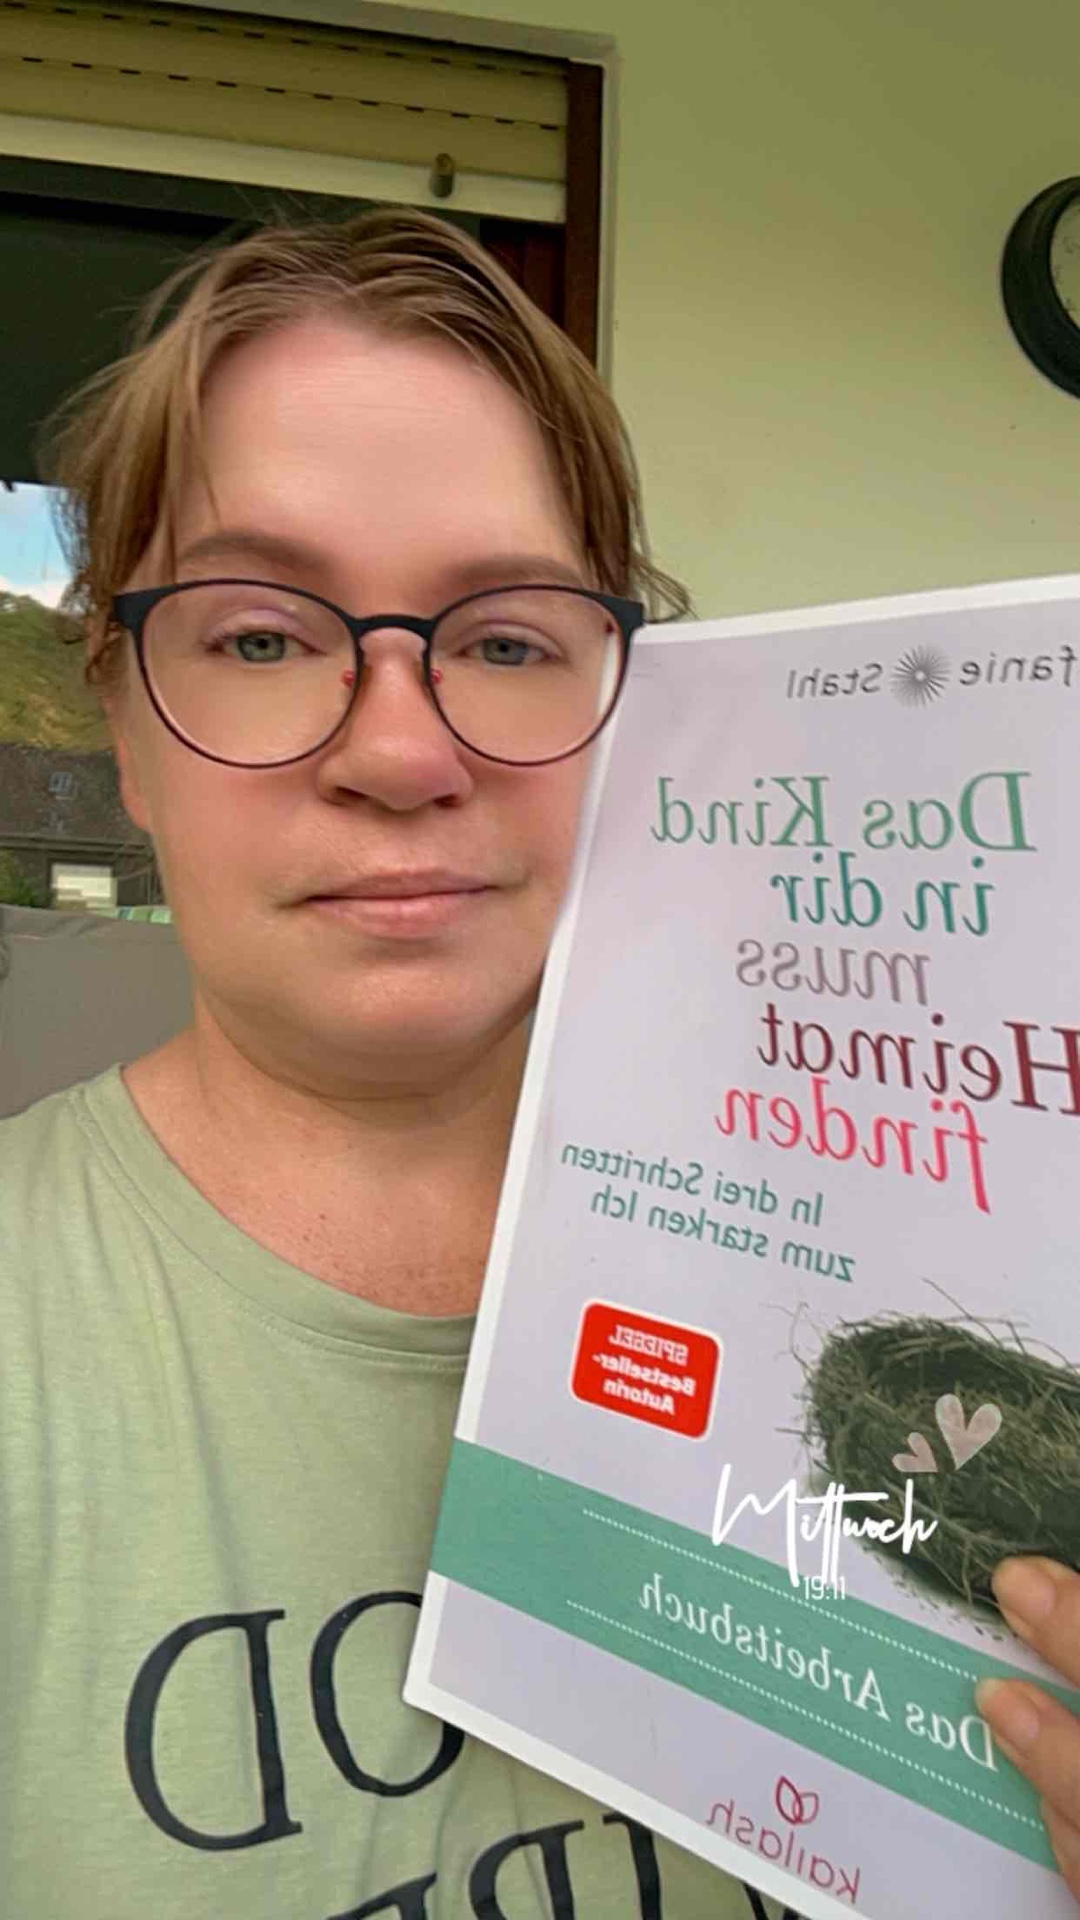 fanie Stahl
Das Kind
in dir
muss
Heimat
finden
In drei Schritten
zum starken Ich
SPIEGEL
Bestseller-
Autorin
Mittwoch
19:11
Das Arbeitsbuch
kailash
OD